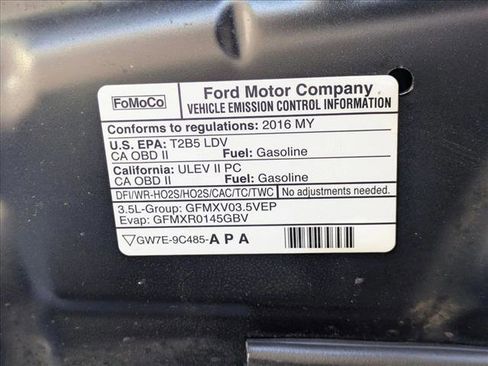 FoMoCo
Ford Motor Company
VEHICLE EMISSION CONTROL INFORMATION
Conforms to regulations: 2016 MY
U.S. EPA: T2B5 LDV
CA OBD II Fuel: Gasoline
California: ULEV II PC
CA OBD II Fuel: Gasoline
DFI/WR-HO2S/HO2S/CAC/TC/TWC No adjustments needed.
3.5L-Group: GFMXV03.5VEP
Evap: GFMXR0145GBV
GW7E-9C485-APA